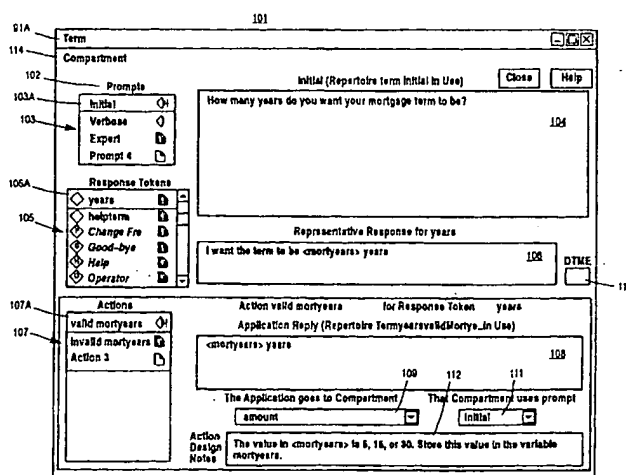 101
91A
Term
114
Compartment
102
Prompts
Initial (Repertoire term Initial in Use)
Close
Help
103A
Initial
How many years do you want your mortgage term to be?
103
Verbose
104
Expert
Prompt 4
Response Tokens
106A
years
helpterm
105
Change Fre
Good-bye
Help
Operator
Representative Response for years
I want the term to be <mortyears> years
106
DTMF
11
107A
Actions
Action valid mortyears for Response Token years
valid mortyears
Application Reply (Repertoire TermyearsvalidMortye_in Use)
107
invalid mortyears
<mortyears> years
Action 3
108
109
112
111
The Application goes to Compartment
That Compartment uses prompt
amount
Initial
Action Design Notes
The value in <mortyears> is 5, 15, or 30. Store this value in the variable
mortyears.